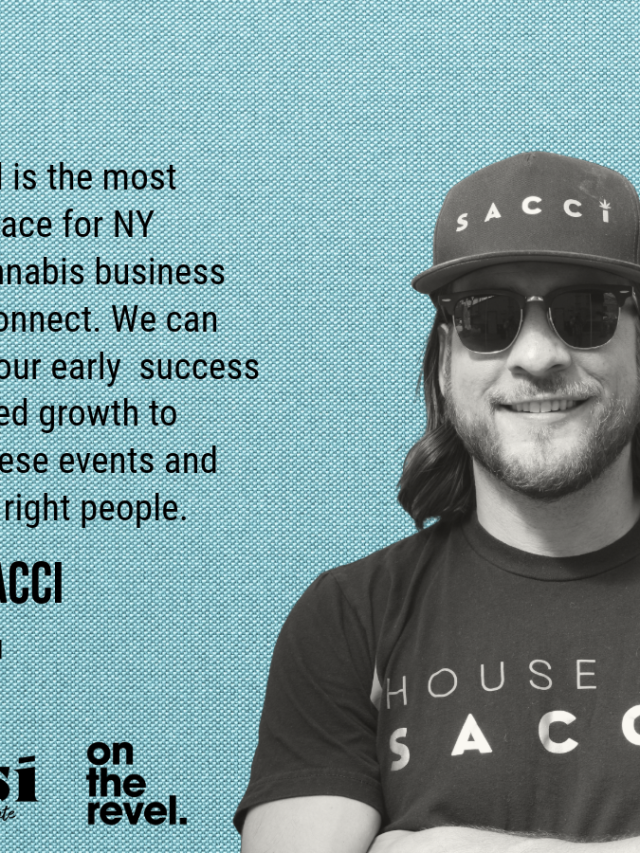 is the most
ace for NY
nnabis business
onnect. We can
our early success
ed growth to
ese events and
right people.
ACCI
on
the
revel.
sí
SACCI
HOUSE
SACC